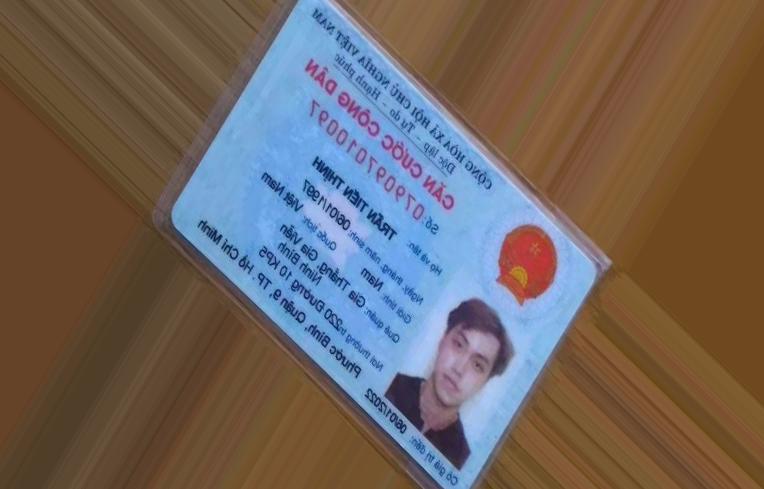 CỘNG HÒA XÃ HỘI CHỦ NGHĨA VIỆT NAM
Độc lập - Tự do - Hạnh phúc
CĂN CƯỚC CÔNG DÂN
Số: 079097010097
Họ và tên:
TRẦN TIẾN THỊNH
Ngày, tháng, năm sinh: 06/01/1997
Giới tính: Nam Quốc tịch: Việt Nam
Quê quán: Gia Thắng, Gia Viễn
Ninh Bình
Nơi thường trú: 220 Đường 10 KP5
Phước Bình, Quận 9, TP. Hồ Chí Minh
Có giá trị đến: 06/01/2022